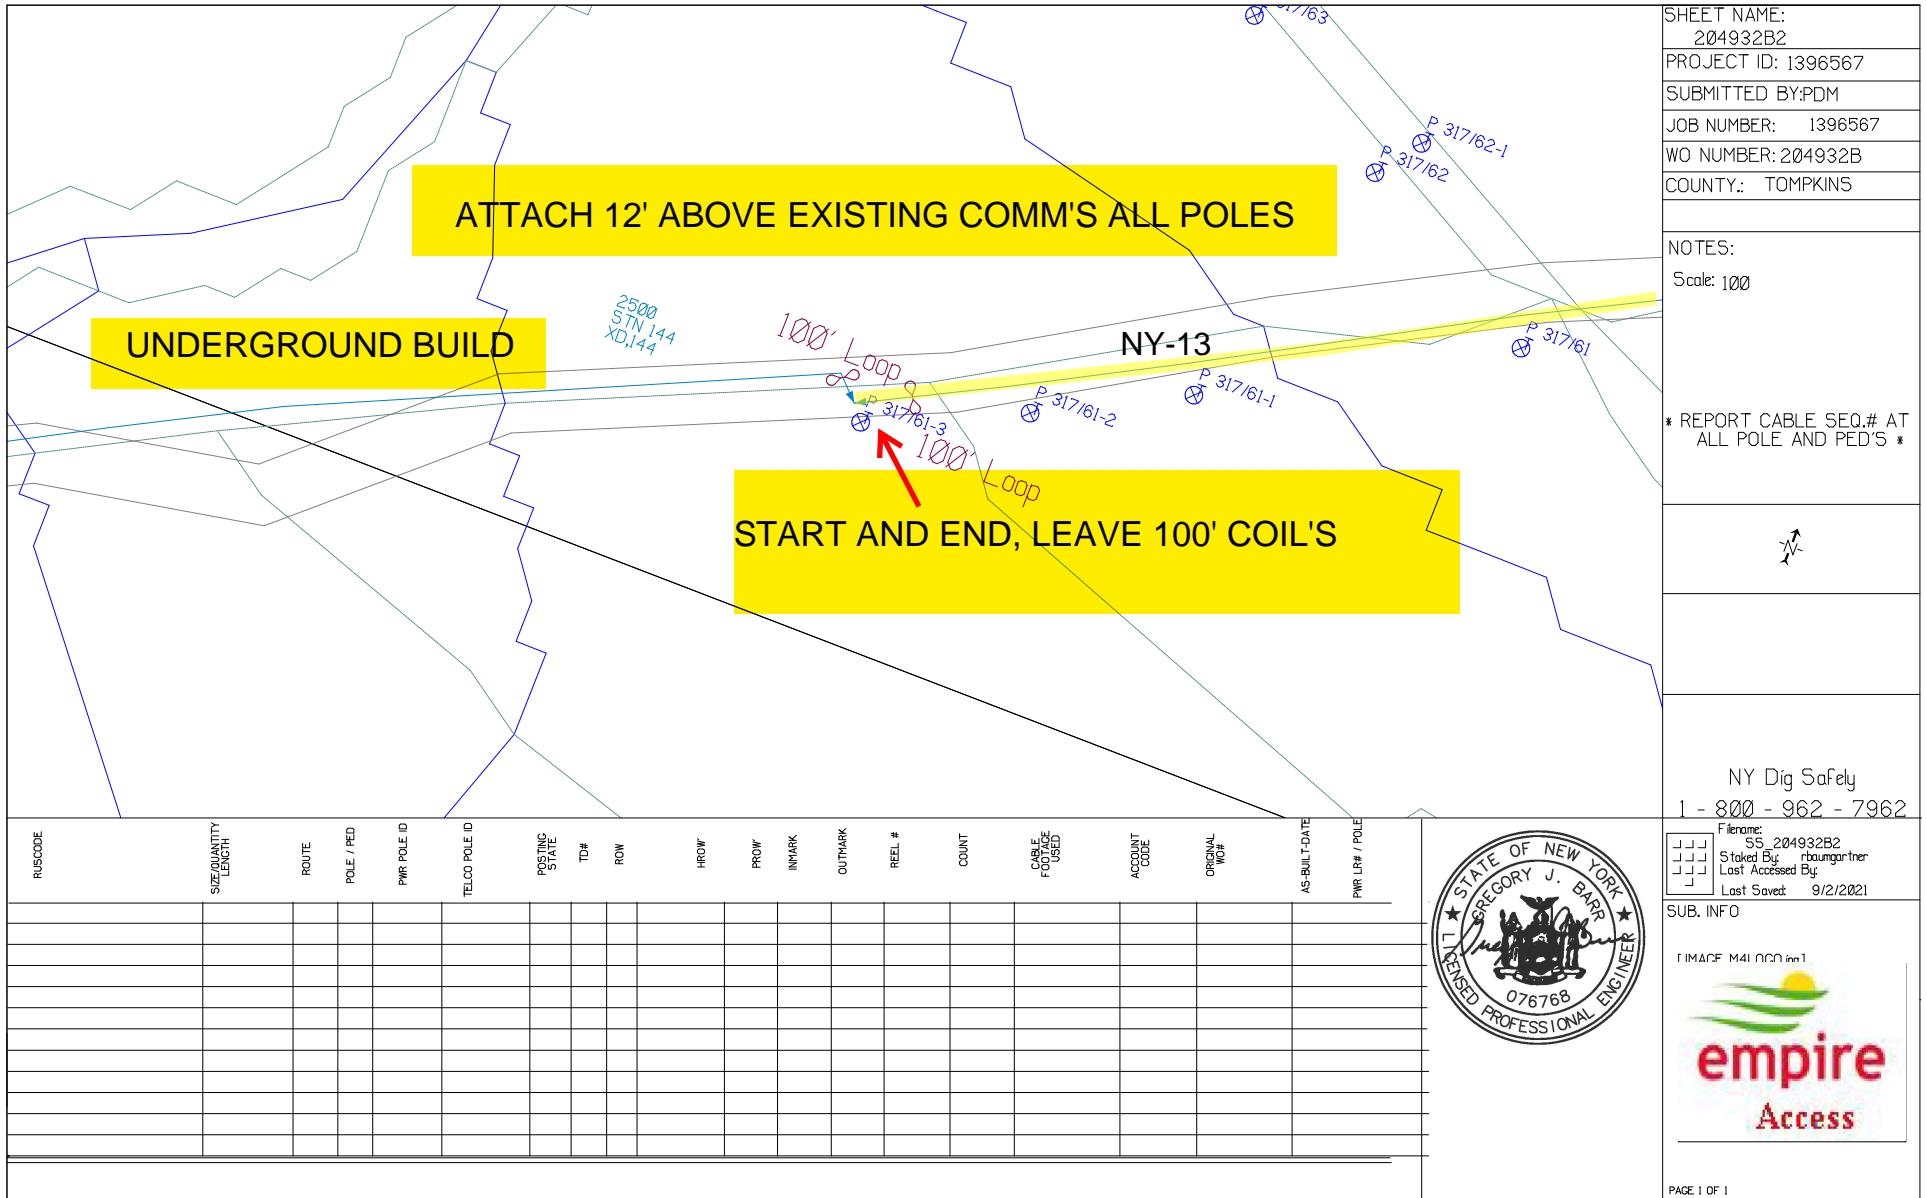 317/63
P 317/62-1
P 317/62
ATTACH 12' ABOVE EXISTING COMM'S ALL POLES
2500
STN 144
XD,144
UNDERGROUND BUILD
100' Loop
NY-13
P 317/61
P 317/61-1
P 317/61-2
P 317/61-3
100' Loop
START AND END, LEAVE 100' COIL'S
SHEET NAME:
204932B2
PROJECT ID: 1396567
SUBMITTED BY:PDM
JOB NUMBER: 1396567
WO NUMBER: 204932B
COUNTY.: TOMPKINS
NOTES:
Scale: 100
* REPORT CABLE SEQ.# AT
ALL POLE AND PED'S *
N
NY Dig Safely
1 - 800 - 962 - 7962
Filename:
SS_204932B2
Staked By: rbaumgartner
Last Accessed By:
Last Saved: 9/2/2021
SUB. INFO
[IMAGE M4LOGO.jpg]
empire
Access
PAGE 1 OF 1
RUSCODE
SIZE/QUANTITY
LENGTH
ROUTE
POLE / PED
PWR POLE ID
TELCO POLE ID
POSTING
STATE
TD#
ROW
HROW
PROW
INMARK
OUTMARK
REEL #
COUNT
CABLE
FOOTAGE
USED
ACCOUNT
CODE
ORIGINAL
WO#
AS-BUILT-DATE
PWR LR# / POLE
STATE OF NEW YORK
GREGORY J. BARR
076768
LICENSED PROFESSIONAL ENGINEER